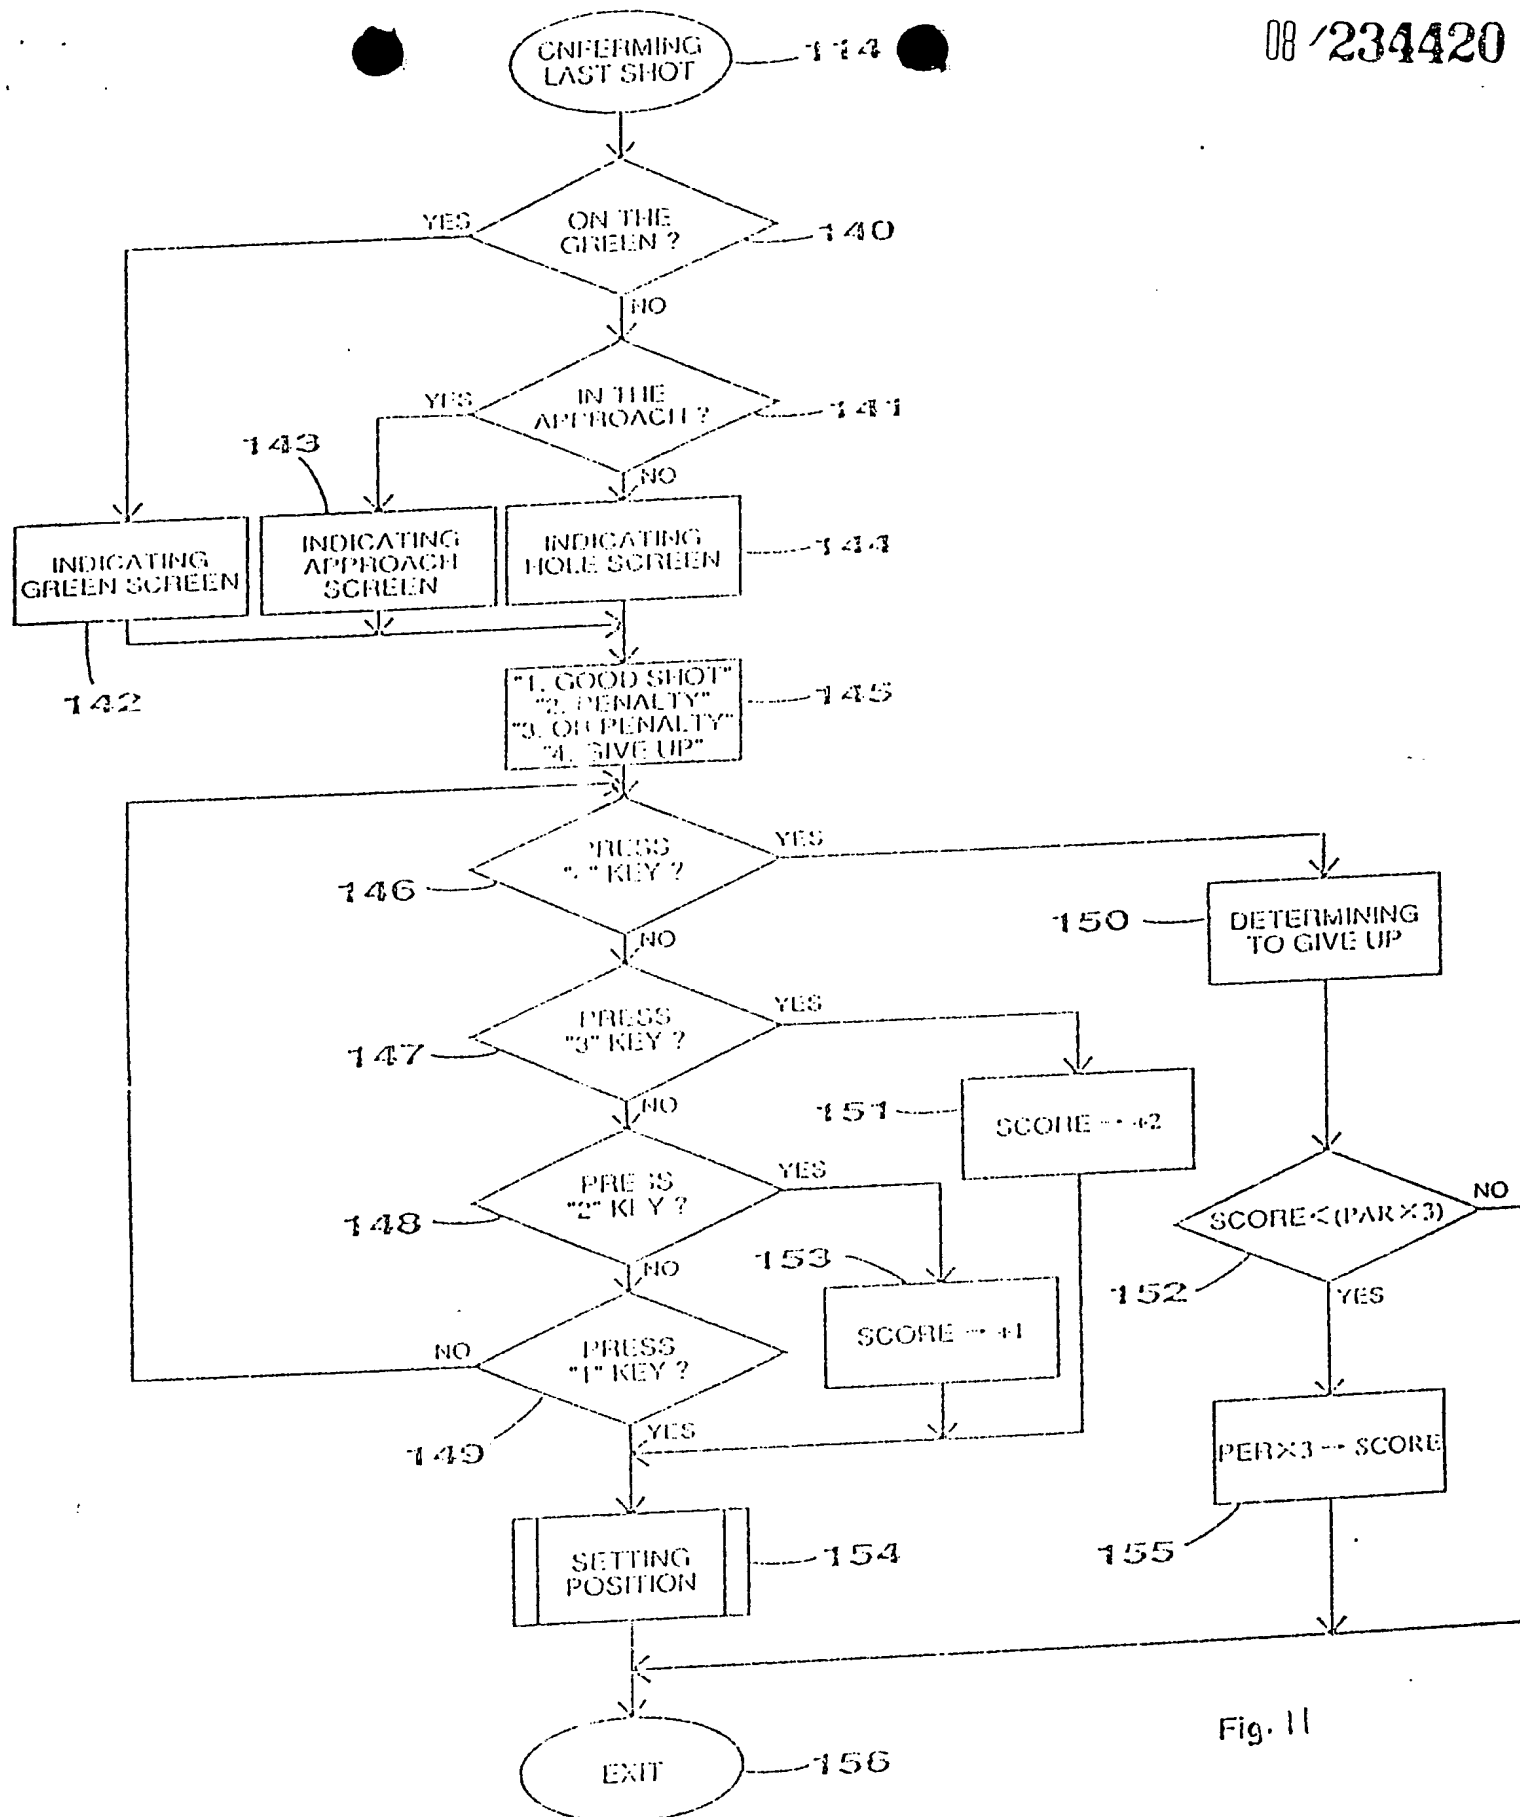 08/234420
CNFERMING
LAST SHOT
114
ON THE
GREEN ?
YES
140
NO
IN THE
APPROACH ?
YES
141
143
NO
INDICATING
GREEN SCREEN
INDICATING
APPROACH
SCREEN
INDICATING
HOLE SCREEN
144
142
"1. GOOD SHOT"
"2. PENALTY"
"3. OB PENALTY"
"4. GIVE UP"
145
PRESS
KEY ?
YES
146
NO
150
DETERMINING
TO GIVE UP
PRESS
"3" KEY ?
YES
147
NO
151
SCORE → +2
PRESS
"2" KEY ?
YES
148
NO
153
SCORE → +1
SCORE < (PAR × 3)
NO
152
YES
PRESS
"1" KEY ?
NO
149
YES
PER × 3 → SCORE
155
SETTING
POSITION
154
EXIT
156
Fig. 11